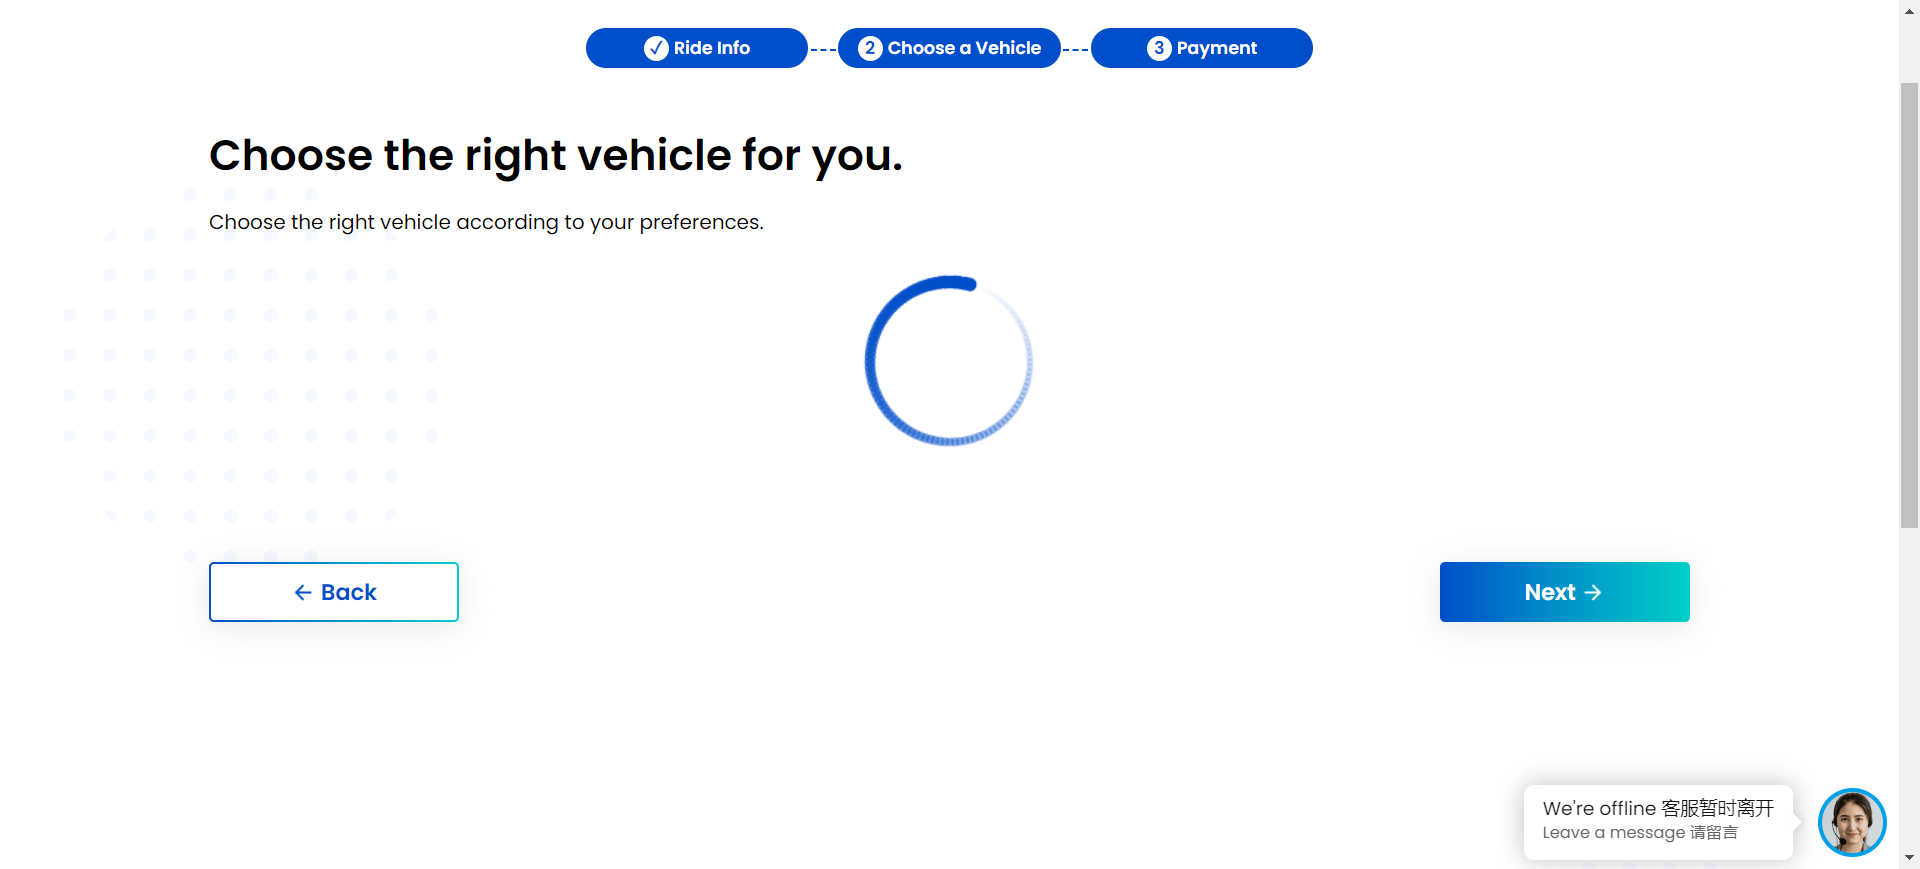 Ride Info
2 Choose a Vehicle
3 Payment
Choose the right vehicle for you.
Choose the right vehicle according to your preferences.
← Back
Next →
We're offline 客服暂时离开
Leave a message 请留言